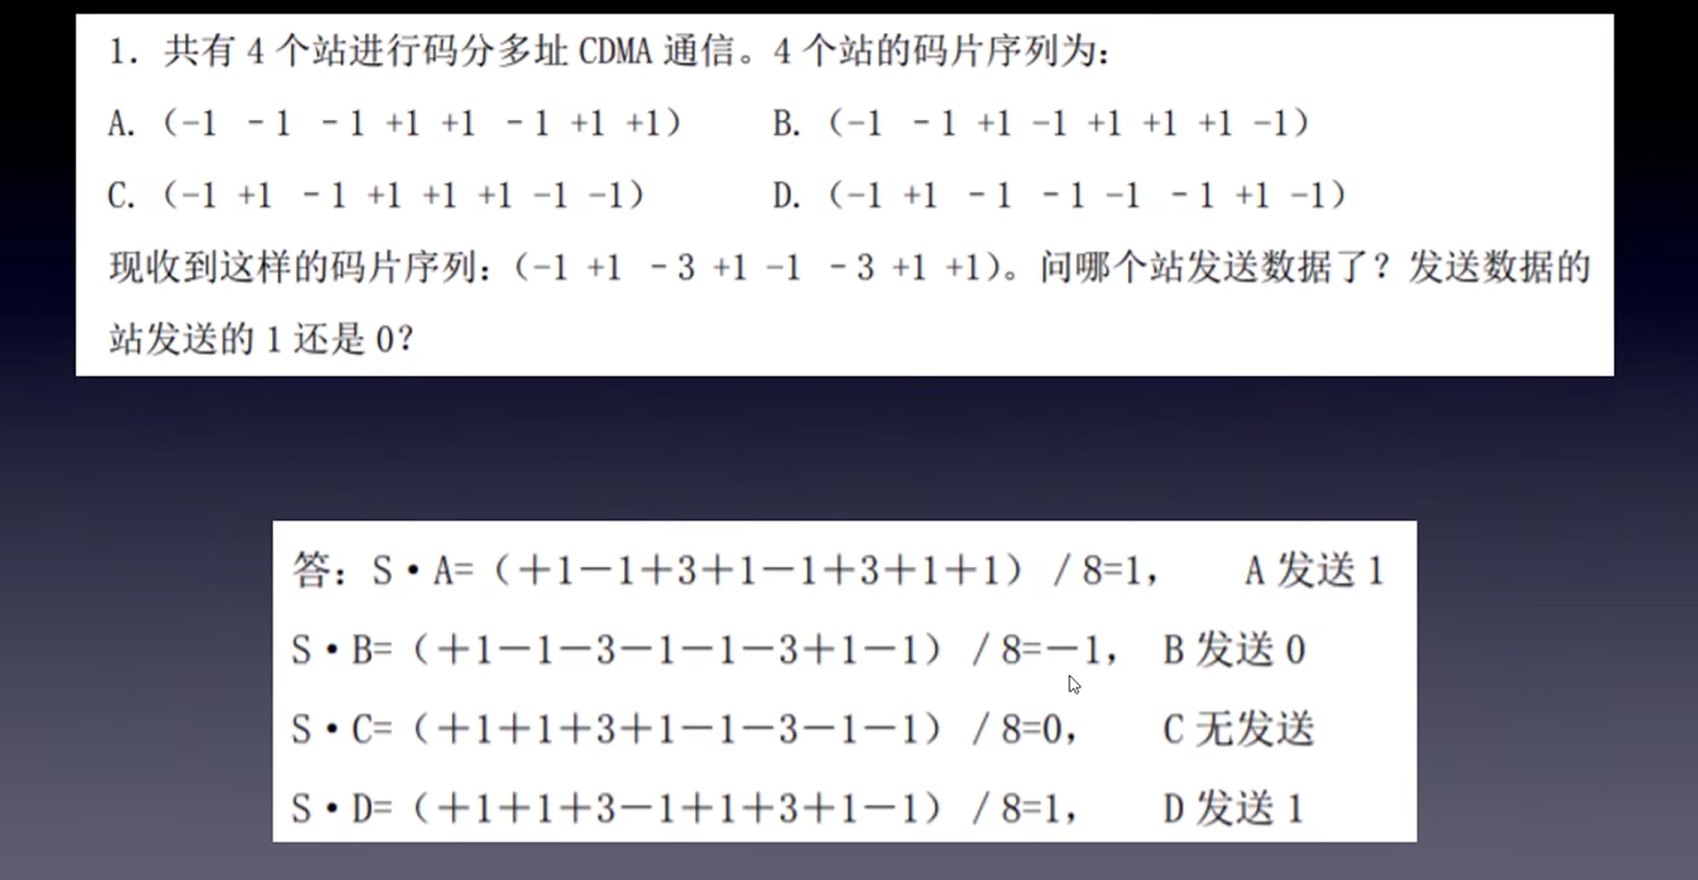 1. 共有 4 个站进行码分多址 CDMA 通信。4 个站的码片序列为:
A. (-1 -1 -1 +1 +1 -1 +1 +1) B. (-1 -1 +1 -1 +1 +1 +1 -1)
C. (-1 +1 -1 +1 +1 +1 -1 -1) D. (-1 +1 -1 -1 -1 -1 +1 -1)
现收到这样的码片序列: (-1 +1 -3 +1 -1 -3 +1 +1)。问哪个站发送数据了? 发送数据的
站发送的 1 还是 0?
答: S·A=(+1-1+3+1-1+3+1+1) / 8=1, A 发送 1
S·B=(+1-1-3-1-1-3+1-1) / 8=-1, B 发送 0
S·C=(+1+1+3+1-1-3-1-1) / 8=0, C 无发送
S·D=(+1+1+3-1+1+3+1-1) / 8=1, D 发送 1